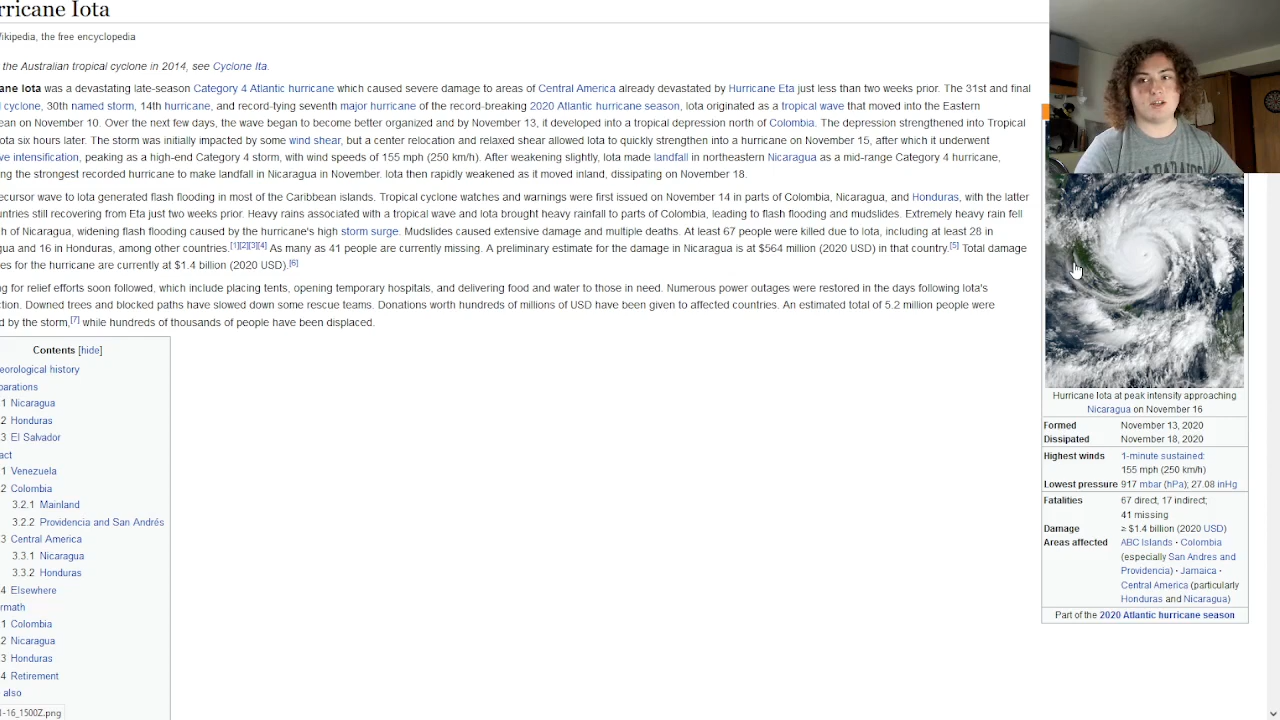 rricane Iota
Vikipedia, the free encyclopedia
the Australian tropical cyclone in 2014, see Cyclone Ita.
ane Iota was a devastating late-season Category 4 Atlantic hurricane which caused severe damage to areas of Central America already devastated by Hurricane Eta just less than two weeks prior. The 31st and final
l cyclone, 30th named storm, 14th hurricane, and record-tying seventh major hurricane of the record-breaking 2020 Atlantic hurricane season, Iota originated as a tropical wave that moved into the Eastern
ean on November 10. Over the next few days, the wave began to become better organized and by November 13, it developed into a tropical depression north of Colombia. The depression strengthened into Tropical
ota six hours later. The storm was initially impacted by some wind shear, but a center relocation and relaxed shear allowed Iota to quickly strengthen into a hurricane on November 15, after which it underwent
ve intensification, peaking as a high-end Category 4 storm, with wind speeds of 155 mph (250 km/h). After weakening slightly, Iota made landfall in northeastern Nicaragua as a mid-range Category 4 hurricane,
ng the strongest recorded hurricane to make landfall in Nicaragua in November. Iota then rapidly weakened as it moved inland, dissipating on November 18.
ecursor wave to Iota generated flash flooding in most of the Caribbean islands. Tropical cyclone watches and warnings were first issued on November 14 in parts of Colombia, Nicaragua, and Honduras, with the latter
untries still recovering from Eta just two weeks prior. Heavy rains associated with a tropical wave and Iota brought heavy rainfall to parts of Colombia, leading to flash flooding and mudslides. Extremely heavy rain fell
h of Nicaragua, widening flash flooding caused by the hurricane's high storm surge. Mudslides caused extensive damage and multiple deaths. At least 67 people were killed due to Iota, including at least 28 in
gua and 16 in Honduras, among other countries.[1][2][3][4] As many as 41 people are currently missing. A preliminary estimate for the damage in Nicaragua is at $564 million (2020 USD) in that country.[5] Total damage
es for the hurricane are currently at $1.4 billion (2020 USD).[6]
ng for relief efforts soon followed, which include placing tents, opening temporary hospitals, and delivering food and water to those in need. Numerous power outages were restored in the days following Iota's
ction. Downed trees and blocked paths have slowed down some rescue teams. Donations worth hundreds of millions of USD have been given to affected countries. An estimated total of 5.2 million people were
d by the storm,[7] while hundreds of thousands of people have been displaced.
Contents [hide]
eorological history
parations
1 Nicaragua
2 Honduras
3 El Salvador
act
1 Venezuela
2 Colombia
3.2.1 Mainland
3.2.2 Providencia and San Andrés
3 Central America
3.3.1 Nicaragua
3.3.2 Honduras
4 Elsewhere
rmath
1 Colombia
2 Nicaragua
3 Honduras
4 Retirement
also
1-16_1500Z.png
Hurricane Iota at peak intensity approaching
Nicaragua on November 16
Formed November 13, 2020
Dissipated November 18, 2020
Highest winds 1-minute sustained:
155 mph (250 km/h)
Lowest pressure 917 mbar (hPa); 27.08 inHg
Fatalities 67 direct, 17 indirect;
41 missing
Damage ≥ $1.4 billion (2020 USD)
Areas affected ABC Islands · Colombia
(especially San Andres and
Providencia) · Jamaica ·
Central America (particularly
Honduras and Nicaragua)
Part of the 2020 Atlantic hurricane season